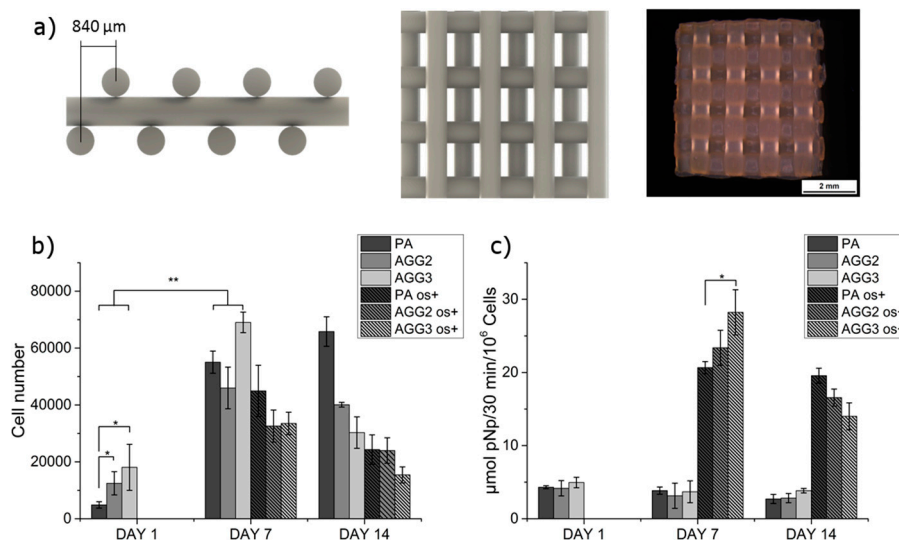 a)
840 µm
2 mm
b)
PA
AGG2
AGG3
PA os+
AGG2 os+
AGG3 os+
**
*
*
80000
60000
40000
20000
0
Cell number
DAY 1 DAY 7 DAY 14
c)
PA
AGG2
AGG3
PA os+
AGG2 os+
AGG3 os+
*
30
20
10
0
µmol pNp/30 min/10⁶ Cells
DAY 1 DAY 7 DAY 14